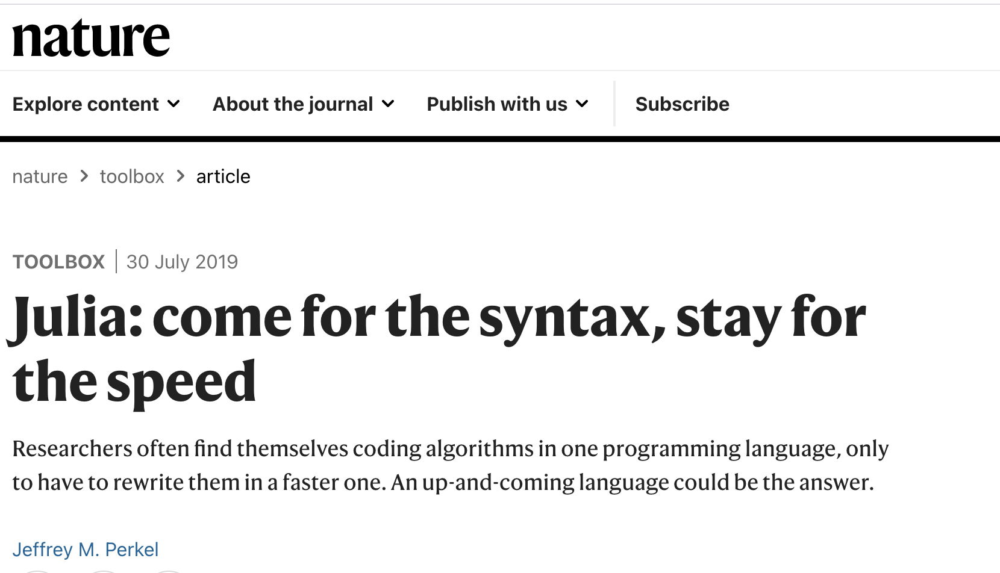 nature
Explore content
About the journal
Publish with us
Subscribe
nature > toolbox > article
TOOLBOX | 30 July 2019
Julia: come for the syntax, stay for
the speed
Researchers often find themselves coding algorithms in one programming language, only
to have to rewrite them in a faster one. An up-and-coming language could be the answer.
Jeffrey M. Perkel